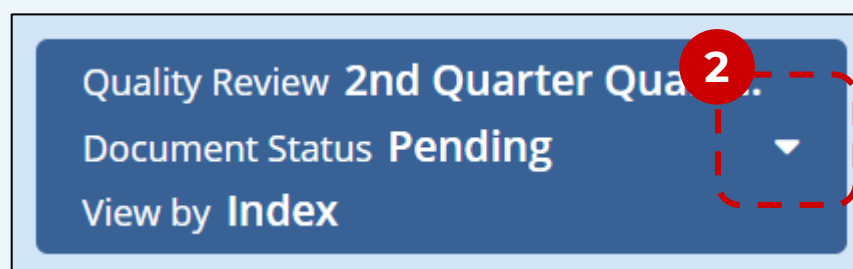 Quality Review 2nd Quarter Qua
2
Document Status Pending
View by Index